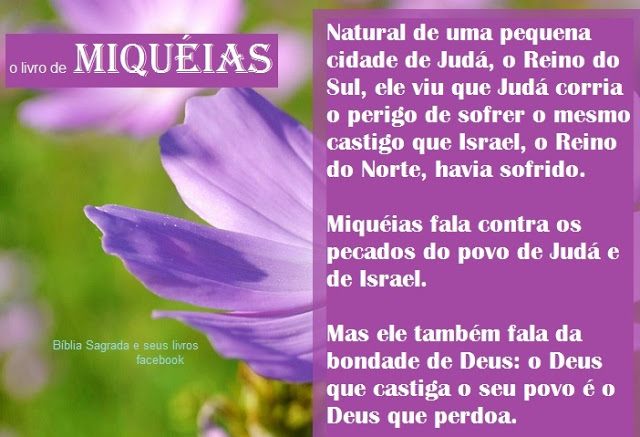 o livro de MIQUÉIAS
Natural de uma pequena
cidade de Judá, o Reino do
Sul, ele viu que Judá corria
o perigo de sofrer o mesmo
castigo que Israel, o Reino
do Norte, havia sofrido.
Miquéias fala contra os
pecados do povo de Judá e
de Israel.
Mas ele também fala da
bondade de Deus: o Deus
que castiga o seu povo é o
Deus que perdoa.
Bíblia Sagrada e seus livros
facebook